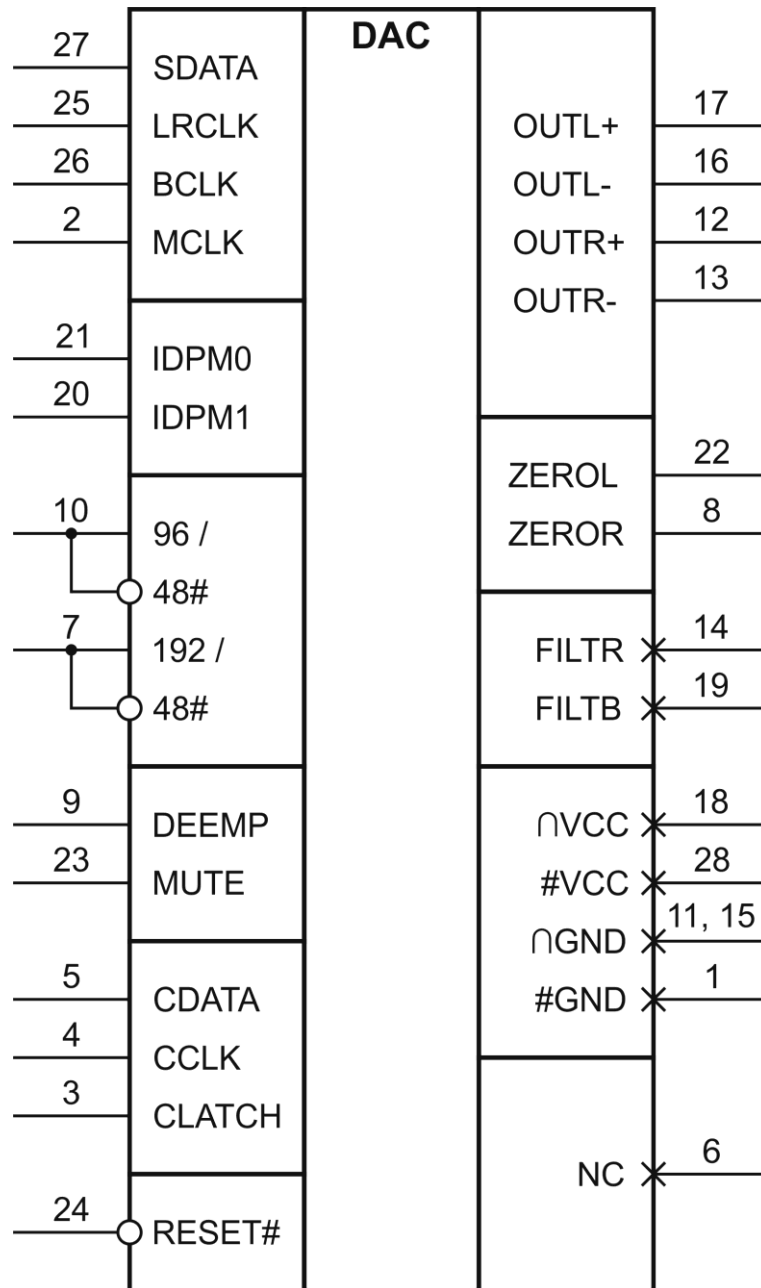 DAC
27 SDATA
25 LRCLK
26 BCLK
2 MCLK
21 IDPM0
20 IDPM1
10 96 /
48#
7 192 /
48#
9 DEEMP
23 MUTE
5 CDATA
4 CCLK
3 CLATCH
24 RESET#
OUTL+ 17
OUTL- 16
OUTR+ 12
OUTR- 13
ZEROL 22
ZEROR 8
FILTR 14
FILTB 19
∩VCC 18
#VCC 28
∩GND 11, 15
#GND 1
NC 6